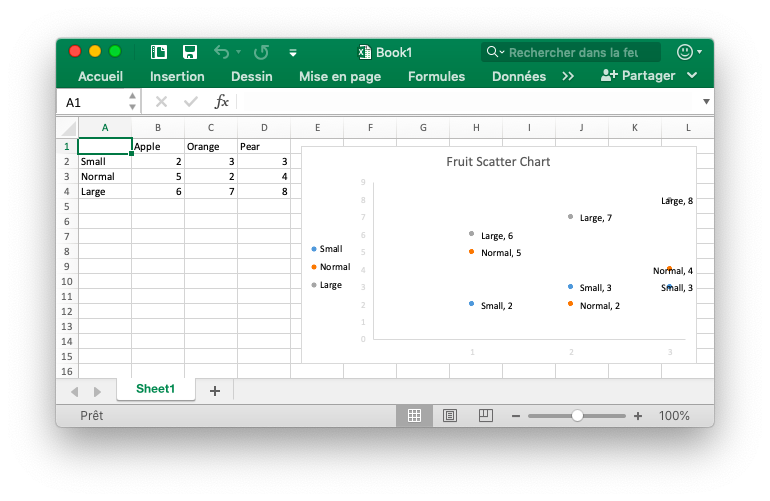 Book1
Rechercher dans la feu
Accueil Insertion Dessin Mise en page Formules Données >> Partager
A1 fx
A B C D E F G H I J K L
1 Apple Orange Pear
2 Small 2 3 3
3 Normal 5 2 4
4 Large 6 7 8
5
6
7
8
9
10
11
12
13
14
15
16
Fruit Scatter Chart
9
8
7
6
5
4
3
2
1
0
Large, 8
Large, 7
Large, 6
Normal, 5
Normal, 4
Small, 3
Small, 3
Small, 2
Normal, 2
Small
Normal
Large
1 2 3
Sheet1 +
Prêt
100%